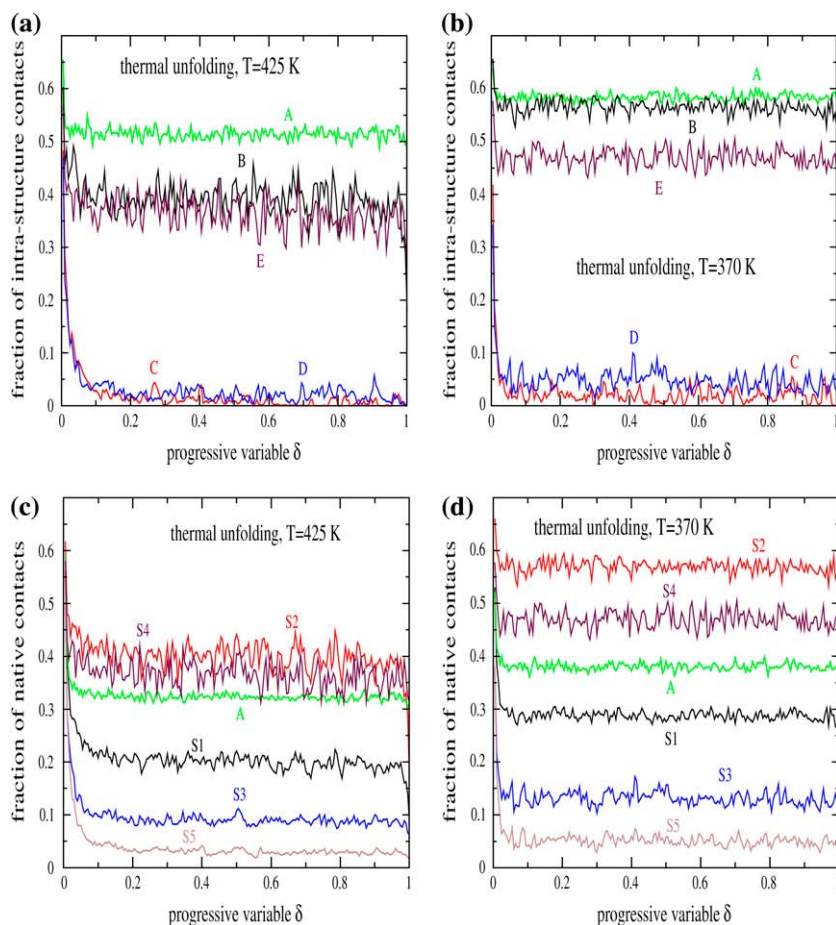 (a)
fraction of intra-structure contacts
0.6
0.5
0.4
0.3
0.2
0.1
0
thermal unfolding, T=425 K
A
B
E
C
D
0 0.2 0.4 0.6 0.8 1
progressive variable δ
(b)
fraction of intra-structure contacts
0.6
0.5
0.4
0.3
0.2
0.1
0
A
B
E
thermal unfolding, T=370 K
D
C
0 0.2 0.4 0.6 0.8 1
progressive variable δ
(c)
fraction of native contacts
0.6
0.5
0.4
0.3
0.2
0.1
0
thermal unfolding, T=425 K
S4
S2
A
S1
S3
S5
0 0.2 0.4 0.6 0.8 1
progressive variable δ
(d)
fraction of native contacts
0.6
0.5
0.4
0.3
0.2
0.1
0
thermal unfolding, T=370 K
S2
S4
A
S1
S3
S5
0 0.2 0.4 0.6 0.8 1
progressive variable δ